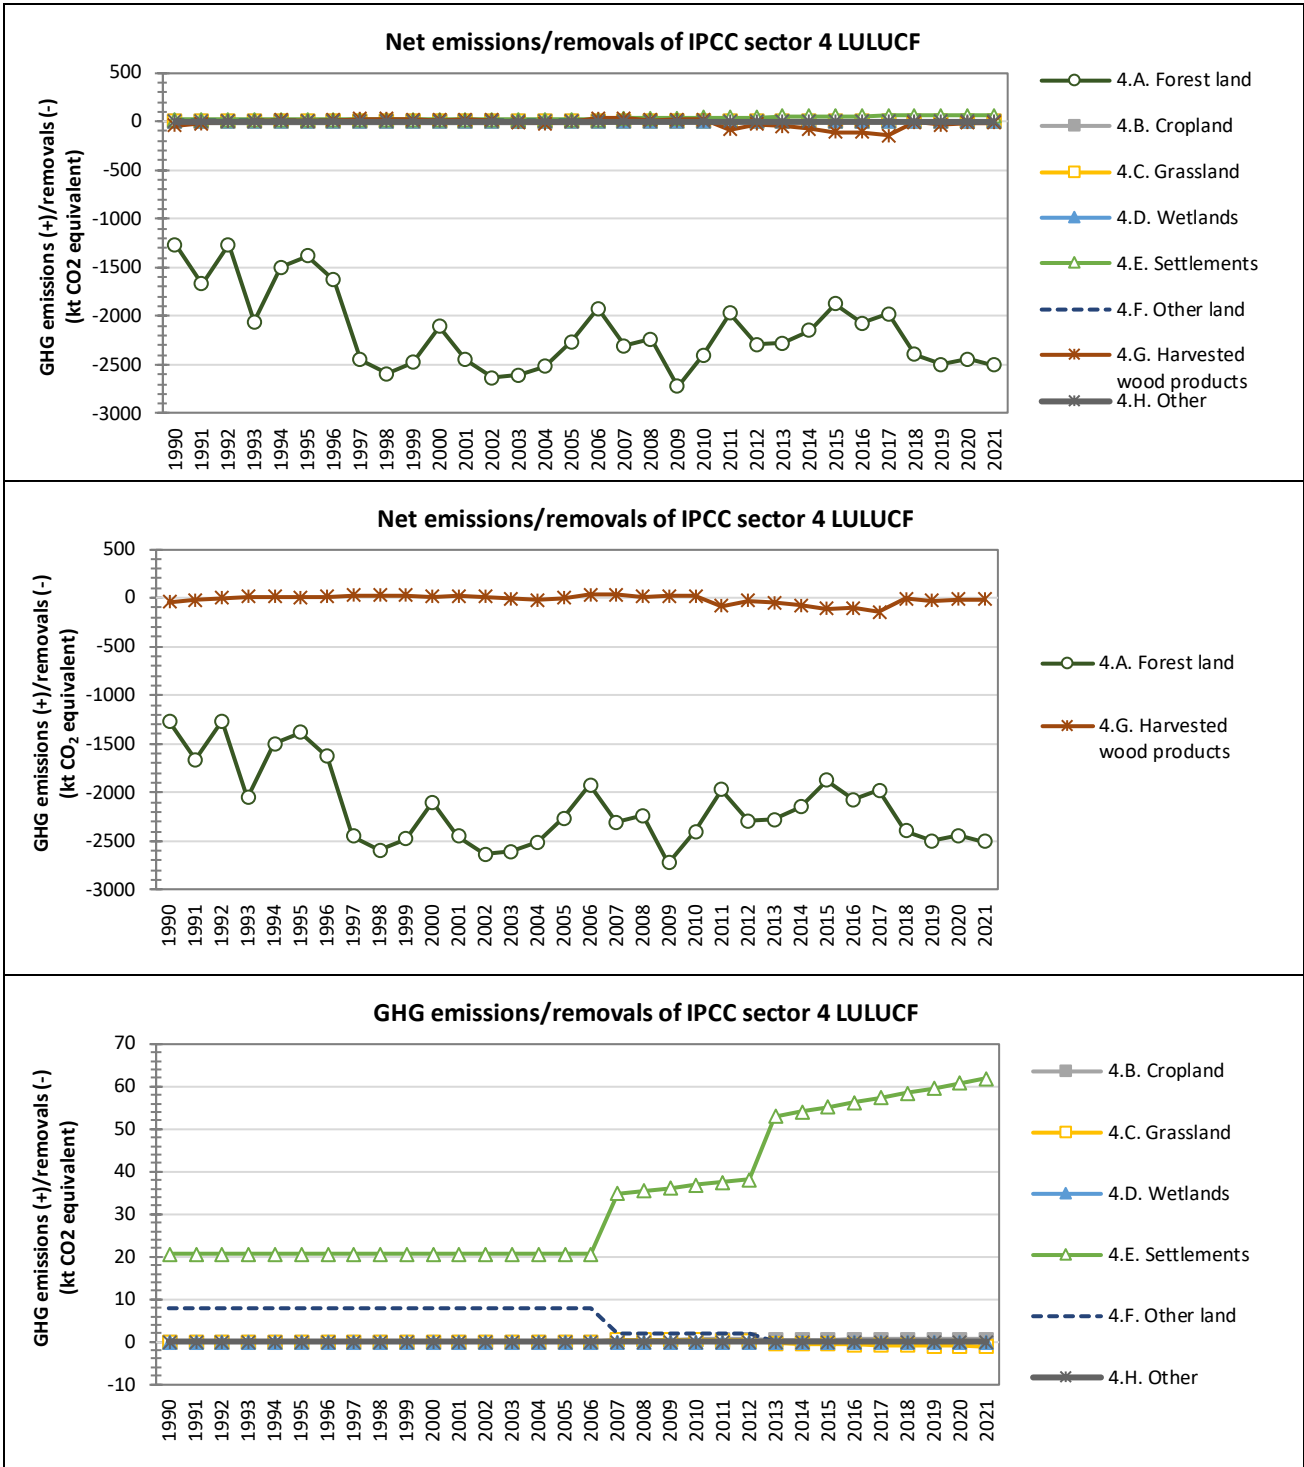 Net emissions/removals of IPCC sector 4 LULUCF
GHG emissions (+)/removals (-)
(kt CO2 equivalent)
500
0
-500
-1000
-1500
-2000
-2500
-3000
1990 1991 1992 1993 1994 1995 1996 1997 1998 1999 2000 2001 2002 2003 2004 2005 2006 2007 2008 2009 2010 2011 2012 2013 2014 2015 2016 2017 2018 2019 2020 2021
4.A. Forest land
4.B. Cropland
4.C. Grassland
4.D. Wetlands
4.E. Settlements
4.F. Other land
4.G. Harvested
wood products
4.H. Other
Net emissions/removals of IPCC sector 4 LULUCF
GHG emissions (+)/removals (-)
(kt CO₂ equivalent)
500
0
-500
-1000
-1500
-2000
-2500
-3000
1990 1991 1992 1993 1994 1995 1996 1997 1998 1999 2000 2001 2002 2003 2004 2005 2006 2007 2008 2009 2010 2011 2012 2013 2014 2015 2016 2017 2018 2019 2020 2021
4.A. Forest land
4.G. Harvested
wood products
GHG emissions/removals of IPCC sector 4 LULUCF
GHG emissions (+)/removals (-)
(kt CO2 equivalent)
70
60
50
40
30
20
10
0
-10
1990 1991 1992 1993 1994 1995 1996 1997 1998 1999 2000 2001 2002 2003 2004 2005 2006 2007 2008 2009 2010 2011 2012 2013 2014 2015 2016 2017 2018 2019 2020 2021
4.B. Cropland
4.C. Grassland
4.D. Wetlands
4.E. Settlements
4.F. Other land
4.H. Other